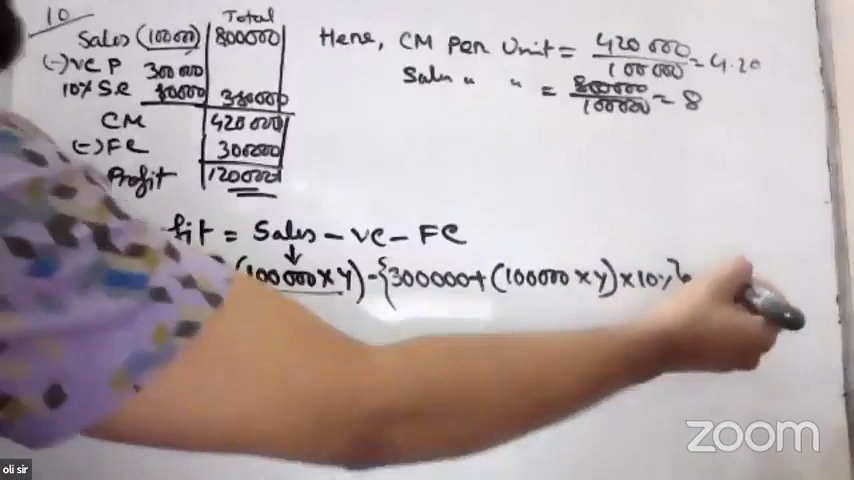 10
Total
Sales (100000) 800000
(-) VC P 300000
10% S.e 80000 380000
CM 420000
(-) FC 300000
Profit 120000
Here, CM Per Unit = 420 000 / 100000 = 4.20
Sales " " = 800000 / 100000 = 8
fit = Sales - VC - FC
(100000 × Y) - {300000 + (100000 × Y) × 10%}
zoom
oli sir